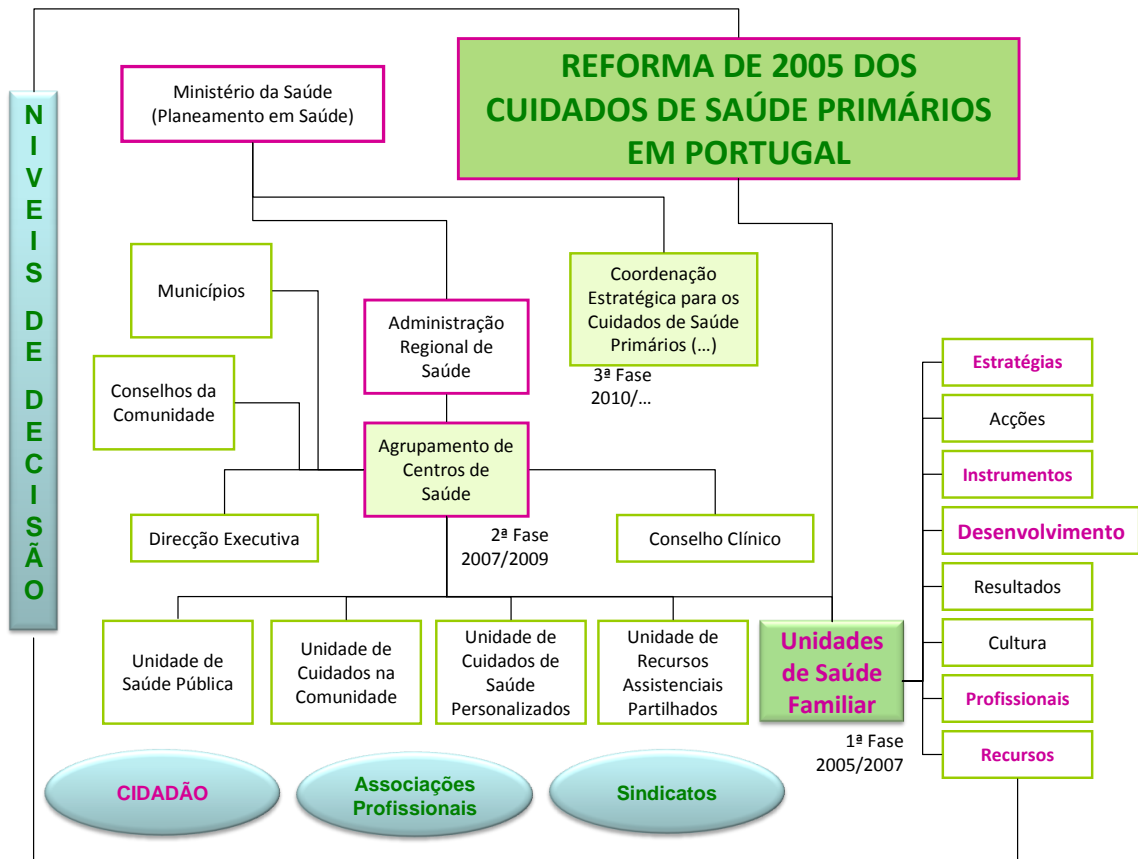 REFORMA DE 2005 DOS
CUIDADOS DE SAÚDE PRIMÁRIOS
EM PORTUGAL
NIVEIS DE DECISÃO
Ministério da Saúde
(Planeamento em Saúde)
Municípios
Coordenação
Estratégica para os
Cuidados de Saúde
Primários (...)
3ª Fase
2010/...
Administração
Regional de
Saúde
Conselhos da
Comunidade
Agrupamento de
Centros de
Saúde
2ª Fase
2007/2009
Direcção Executiva
Conselho Clínico
Unidade de
Saúde Pública
Unidade de
Cuidados na
Comunidade
Unidade de
Cuidados de
Saúde
Personalizados
Unidade de
Recursos
Assistenciais
Partilhados
Unidades
de Saúde
Familiar
1ª Fase
2005/2007
Estratégias
Acções
Instrumentos
Desenvolvimento
Resultados
Cultura
Profissionais
Recursos
CIDADÃO
Associações
Profissionais
Sindicatos